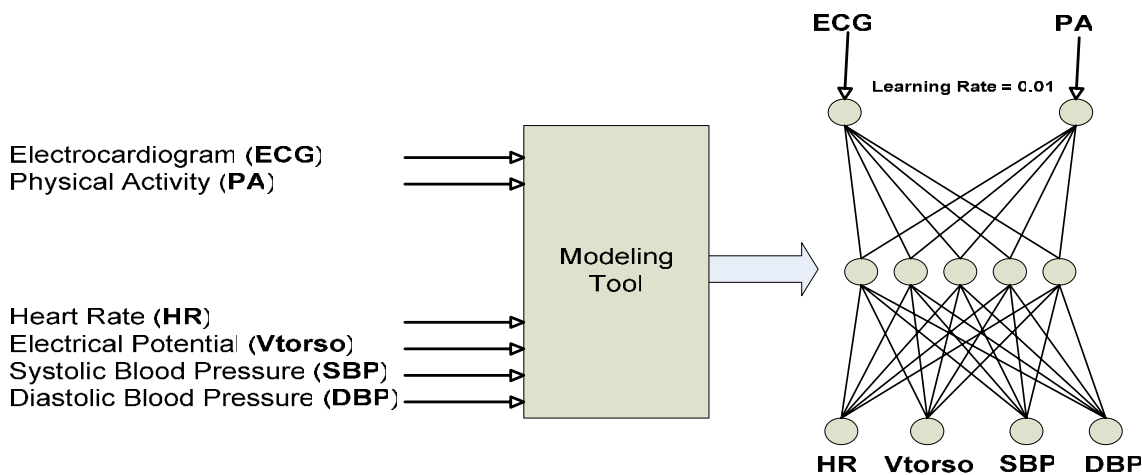 Electrocardiogram (ECG)
Physical Activity (PA)
Heart Rate (HR)
Electrical Potential (Vtorso)
Systolic Blood Pressure (SBP)
Diastolic Blood Pressure (DBP)
Modeling
Tool
ECG PA
Learning Rate = 0.01
HR Vtorso SBP DBP